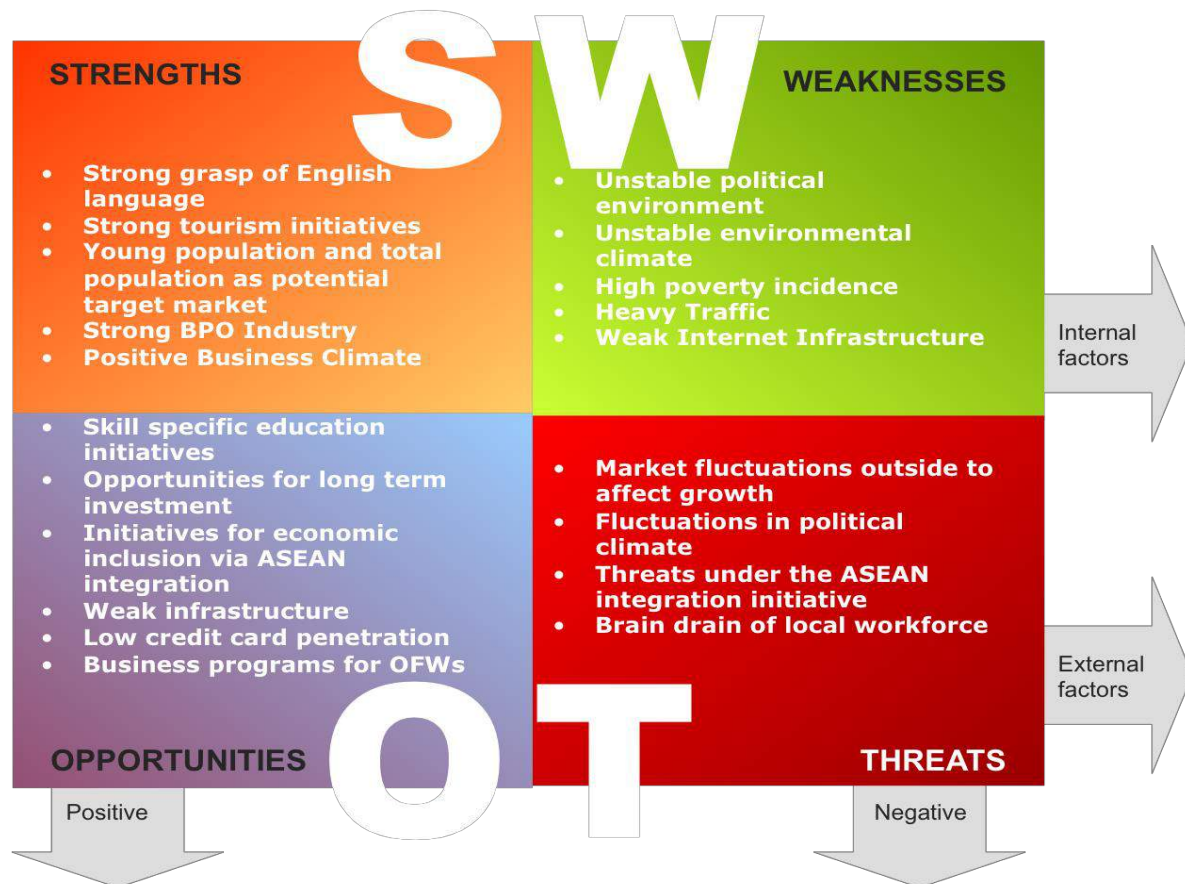 SW
STRENGTHS
• Strong grasp of English
language
• Strong tourism initiatives
• Young population and total
population as potential
target market
• Strong BPO Industry
• Positive Business Climate
WEAKNESSES
• Unstable political
environment
• Unstable environmental
climate
• High poverty incidence
• Heavy Traffic
• Weak Internet Infrastructure
Internal
factors
• Skill specific education
initiatives
• Opportunities for long term
investment
• Initiatives for economic
inclusion via ASEAN
integration
• Weak infrastructure
• Low credit card penetration
• Business programs for OFWs
OPPORTUNITIES
• Market fluctuations outside to
affect growth
• Fluctuations in political
climate
• Threats under the ASEAN
integration initiative
• Brain drain of local workforce
THREATS
External
factors
OT
Positive
Negative